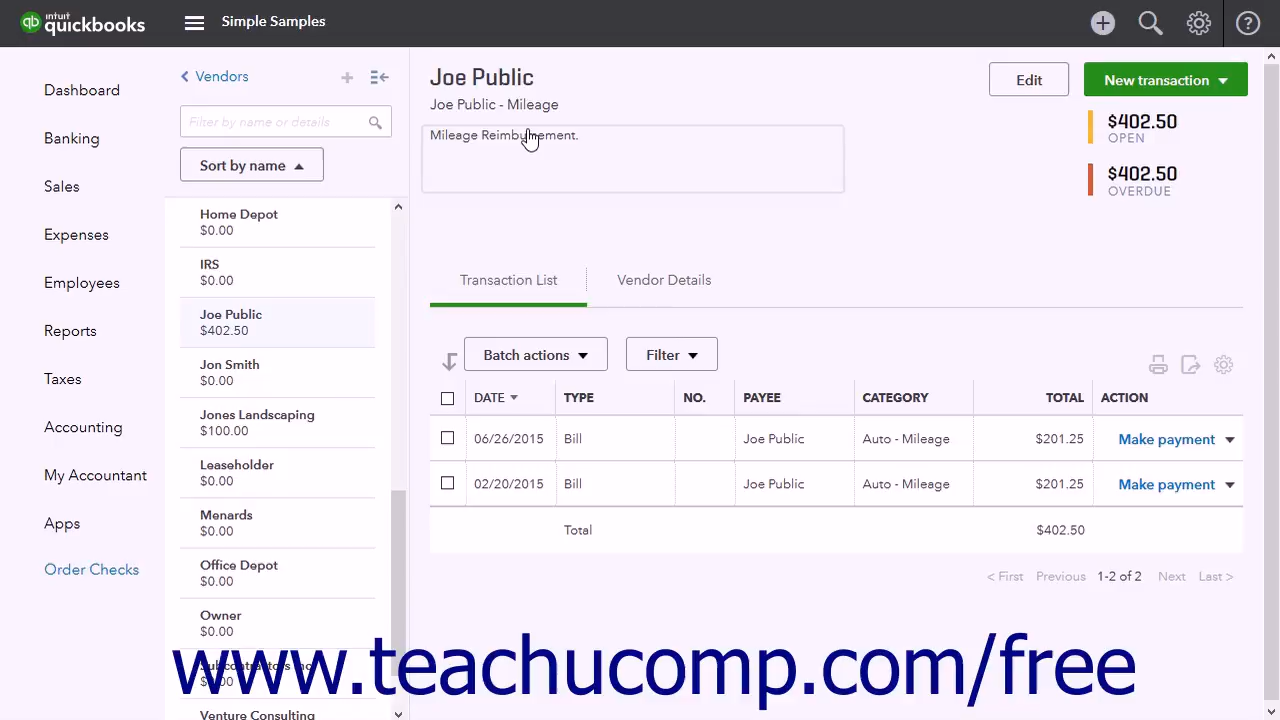 intuit
quickbooks
Simple Samples
Dashboard
Banking
Sales
Expenses
Employees
Reports
Taxes
Accounting
My Accountant
Apps
Order Checks
Vendors
Filter by name or details
Sort by name
Home Depot
$0.00
IRS
$0.00
Joe Public
$402.50
Jon Smith
$0.00
Jones Landscaping
$100.00
Leaseholder
$0.00
Menards
$0.00
Office Depot
$0.00
Owner
$0.00
Venture Consulting
Joe Public
Joe Public - Mileage
Mileage Reimbursement.
Edit
New transaction
$402.50
OPEN
$402.50
OVERDUE
Transaction List
Vendor Details
Batch actions
Filter
DATE TYPE NO. PAYEE CATEGORY TOTAL ACTION
06/26/2015 Bill Joe Public Auto - Mileage $201.25 Make payment
02/20/2015 Bill Joe Public Auto - Mileage $201.25 Make payment
Total $402.50
< First Previous 1-2 of 2 Next Last >
www.teachucomp.com/free